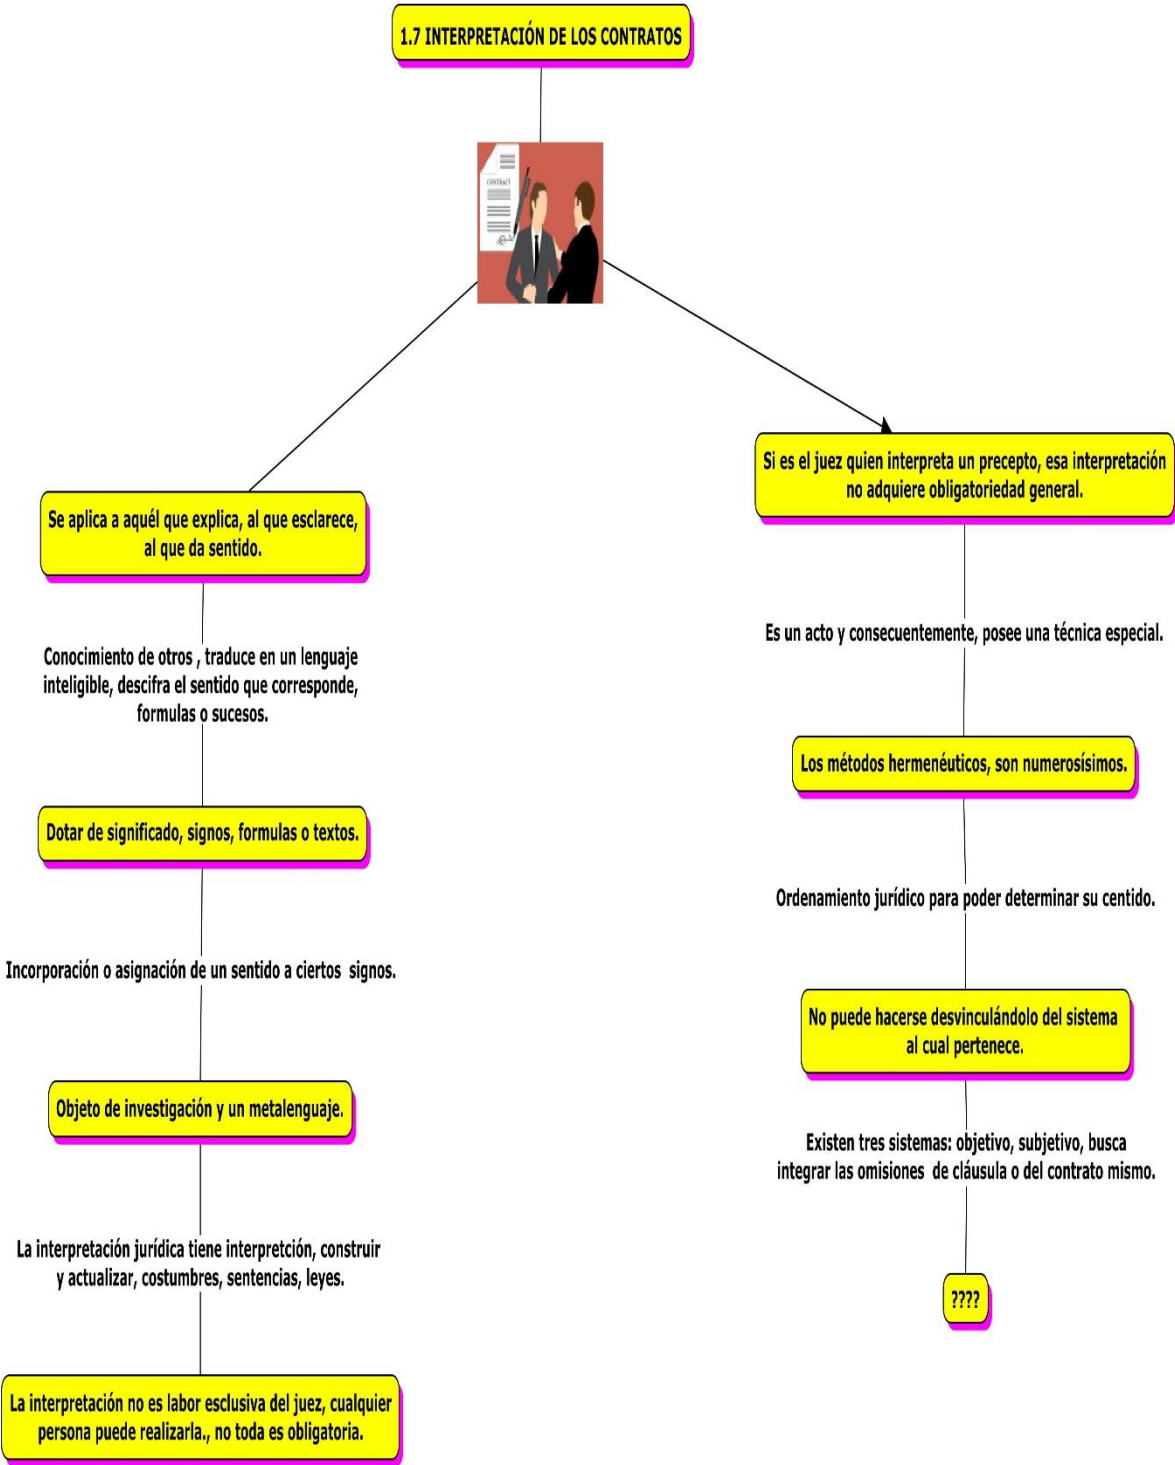 1.7 INTERPRETACIÓN DE LOS CONTRATOS
CONTRACT
Se aplica a aquél que explica, al que esclarece,
al que da sentido.
Conocimiento de otros , traduce en un lenguaje
inteligible, descifra el sentido que corresponde,
formulas o sucesos.
Dotar de significado, signos, formulas o textos.
Incorporación o asignación de un sentido a ciertos  signos.
Objeto de investigación y un metalenguaje.
La interpretación jurídica tiene interpretción, construir
y actualizar, costumbres, sentencias, leyes.
La interpretación no es labor esclusiva del juez, cualquier
persona puede realizarla., no toda es obligatoria.
Si es el juez quien interpreta un precepto, esa interpretación
no adquiere obligatoriedad general.
Es un acto y consecuentemente, posee una técnica especial.
Los métodos hermenéuticos, son numerosísimos.
Ordenamiento jurídico para poder determinar su centido.
No puede hacerse desvinculándolo del sistema
al cual pertenece.
Existen tres sistemas: objetivo, subjetivo, busca
integrar las omisiones  de cláusula o del contrato mismo.
????